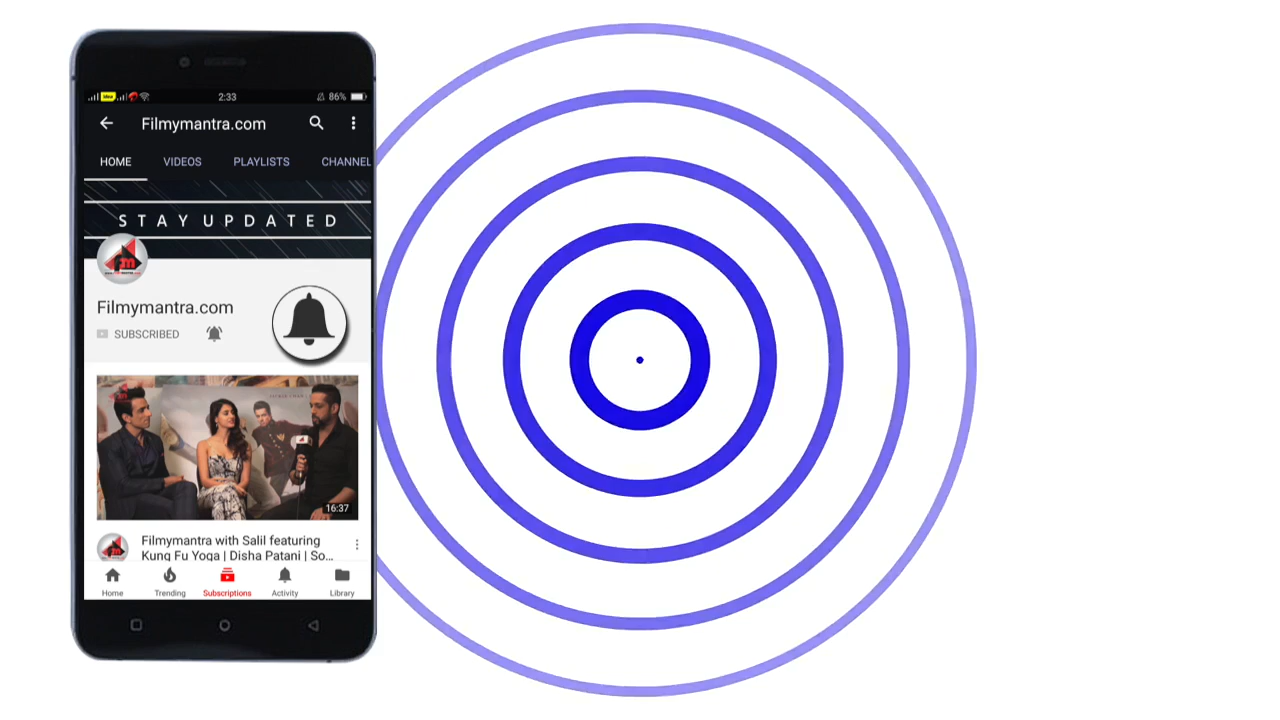 2:33
86%
Filmymantra.com
HOME VIDEOS PLAYLISTS CHANNEL
STAY UPDATED
fm
Filmymantra.com
SUBSCRIBED
16:37
Filmymantra with Salil featuring
Kung Fu Yoga | Disha Patani | So...
Home Trending Subscriptions Activity Library